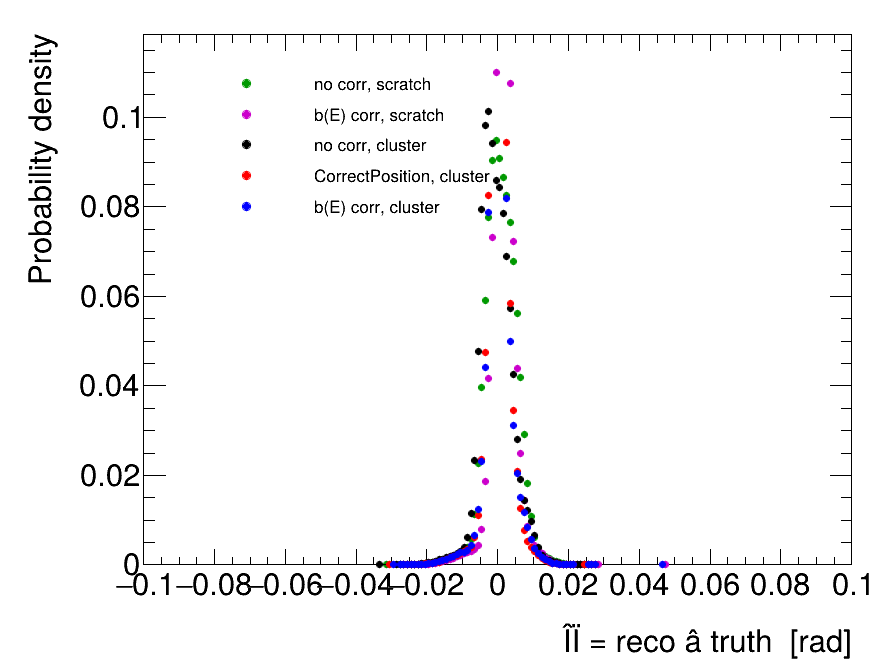 Probability density
no corr, scratch
b(E) corr, scratch
no corr, cluster
CorrectPosition, cluster
b(E) corr, cluster
0.1
0.08
0.06
0.04
0.02
0
−0.1 −0.08 −0.06 −0.04 −0.02 0 0.02 0.04 0.06 0.08 0.1
ÎÏ = reco â truth [rad]